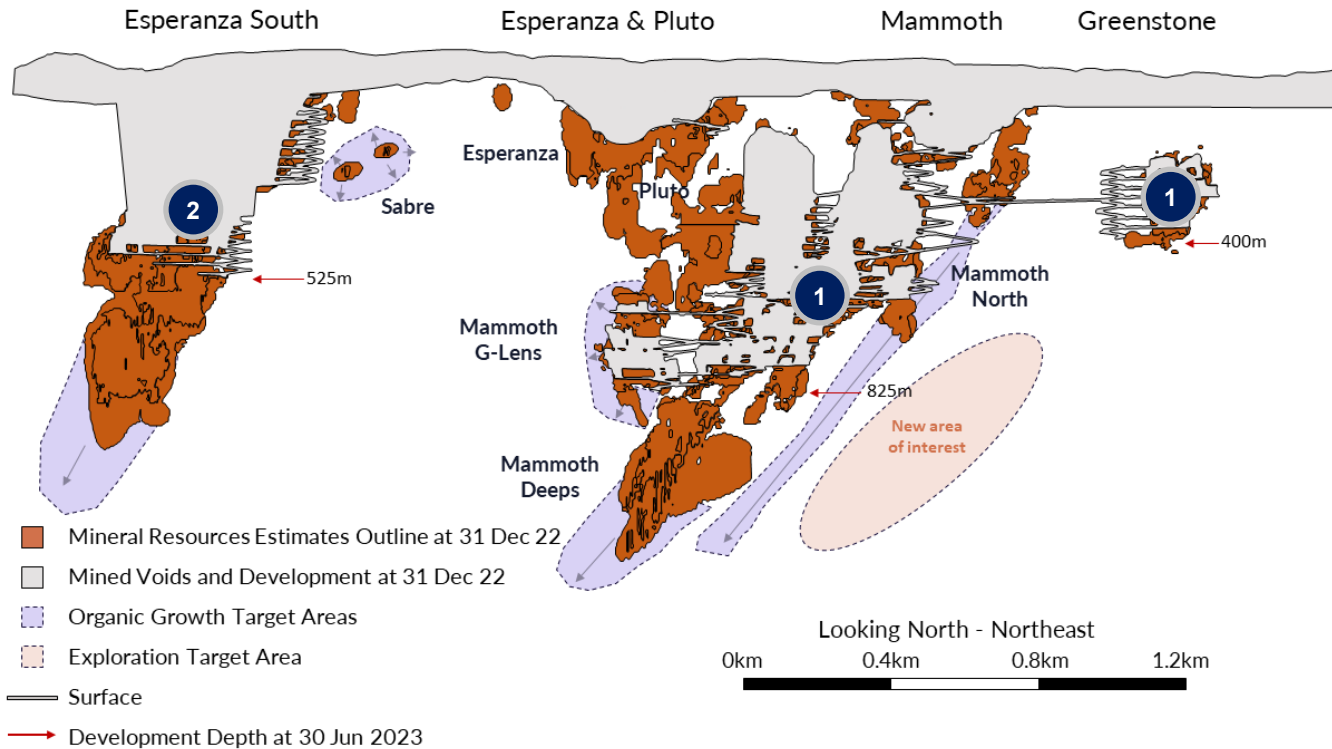 Esperanza South
Esperanza & Pluto
Mammoth
Greenstone
Esperanza
Pluto
Sabre
2
1
1
525m
400m
Mammoth
North
Mammoth
G-Lens
825m
New area
of interest
Mammoth
Deeps
Mineral Resources Estimates Outline at 31 Dec 22
Mined Voids and Development at 31 Dec 22
Organic Growth Target Areas
Exploration Target Area
Surface
Development Depth at 30 Jun 2023
Looking North - Northeast
0km 0.4km 0.8km 1.2km